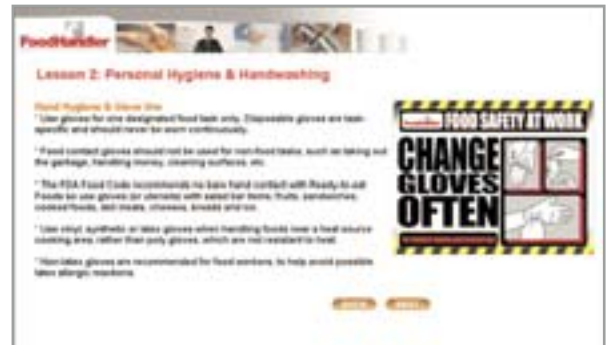 FoodHandler
Lesson 2: Personal Hygiene & Handwashing
Hand Hygiene & Glove Use
* Use gloves for one designated food task only. Disposable gloves are task-
specific and should never be worn continuously.
* Food contact gloves should not be used for non-food tasks, such as taking out
the garbage, handling money, cleaning surfaces, etc.
* The FDA Food Code recommends no bare hand contact with Ready-to-eat
Foods so use gloves (or utensils) with salad bar items, fruits, sandwiches,
cooked foods, deli meats, cheeses, breads and ice.
* Use vinyl, synthetic or latex gloves when handling foods over a heat source
cooking area, rather than poly gloves, which are not resistant to heat.
* Non-latex gloves are recommended for food workers, to help avoid possible
latex allergic reactions.
FOOD SAFETY AT WORK
CHANGE
GLOVES
OFTEN
BACK NEXT